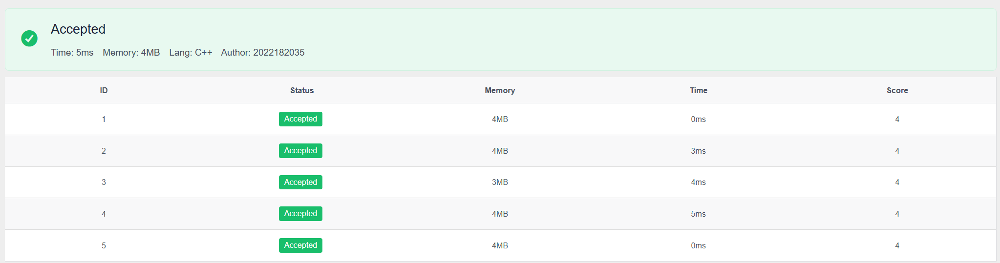 Accepted
Time: 5ms Memory: 4MB Lang: C++ Author: 2022182035
ID Status Memory Time Score
1 Accepted 4MB 0ms 4
2 Accepted 4MB 3ms 4
3 Accepted 3MB 4ms 4
4 Accepted 4MB 5ms 4
5 Accepted 4MB 0ms 4